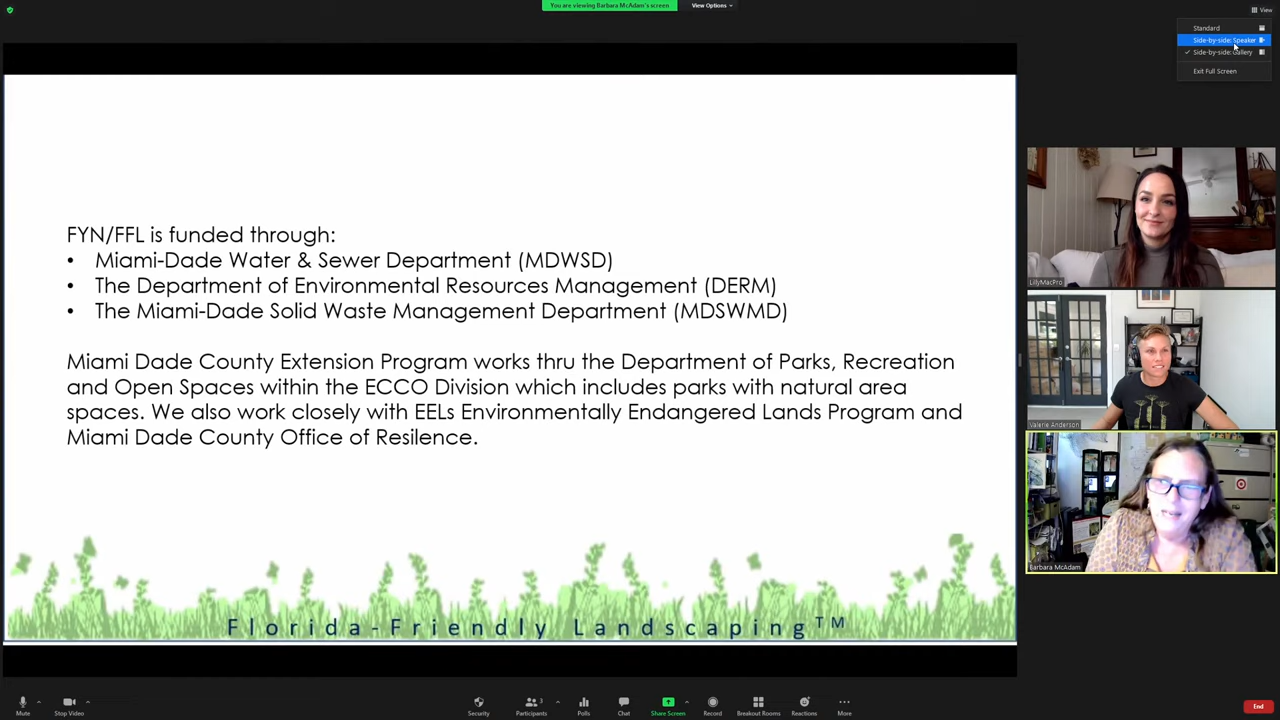 You are viewing Barbara McAdam's screen
View Options
View
Standard
Side-by-side: Speaker
Side-by-side: Gallery
Exit Full Screen
FYN/FFL is funded through:
• Miami-Dade Water & Sewer Department (MDWSD)
• The Department of Environmental Resources Management (DERM)
• The Miami-Dade Solid Waste Management Department (MDSWMD)
Miami Dade County Extension Program works thru the Department of Parks, Recreation
and Open Spaces within the ECCO Division which includes parks with natural area
spaces. We also work closely with EELs Environmentally Endangered Lands Program and
Miami Dade County Office of Resilence.
Florida-Friendly Landscaping™
LillyMacPro
Valerie Anderson
Barbara McAdam
Mute
Stop Video
Security
Participants
3
Polls
Chat
Share Screen
Record
Breakout Rooms
Reactions
More
End